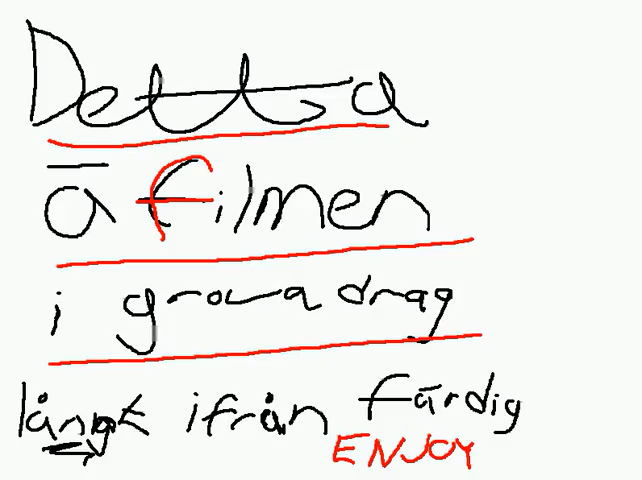 Detta
ā filmen
i grova drag
långt ifrån färdig
ENJOY